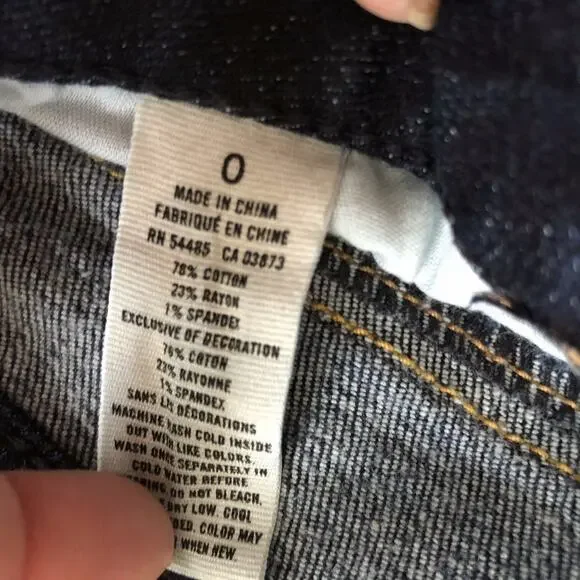 0
MADE IN CHINA
FABRIQUÉ EN CHINE
RN 54485 CA 03873
76% COTTON
23% RAYON
1% SPANDEX
EXCLUSIVE OF DECORATION
76% COTON
23% RAYONNE
1% SPANDEX
SANS LES DÉCORATIONS
MACHINE WASH COLD INSIDE
OUT WITH LIKE COLORS.
WASH ONCE SEPARATELY IN
COLD WATER BEFORE
DO NOT BLEACH.
DRY LOW. COOL
COLOR MAY
WHEN NEW.